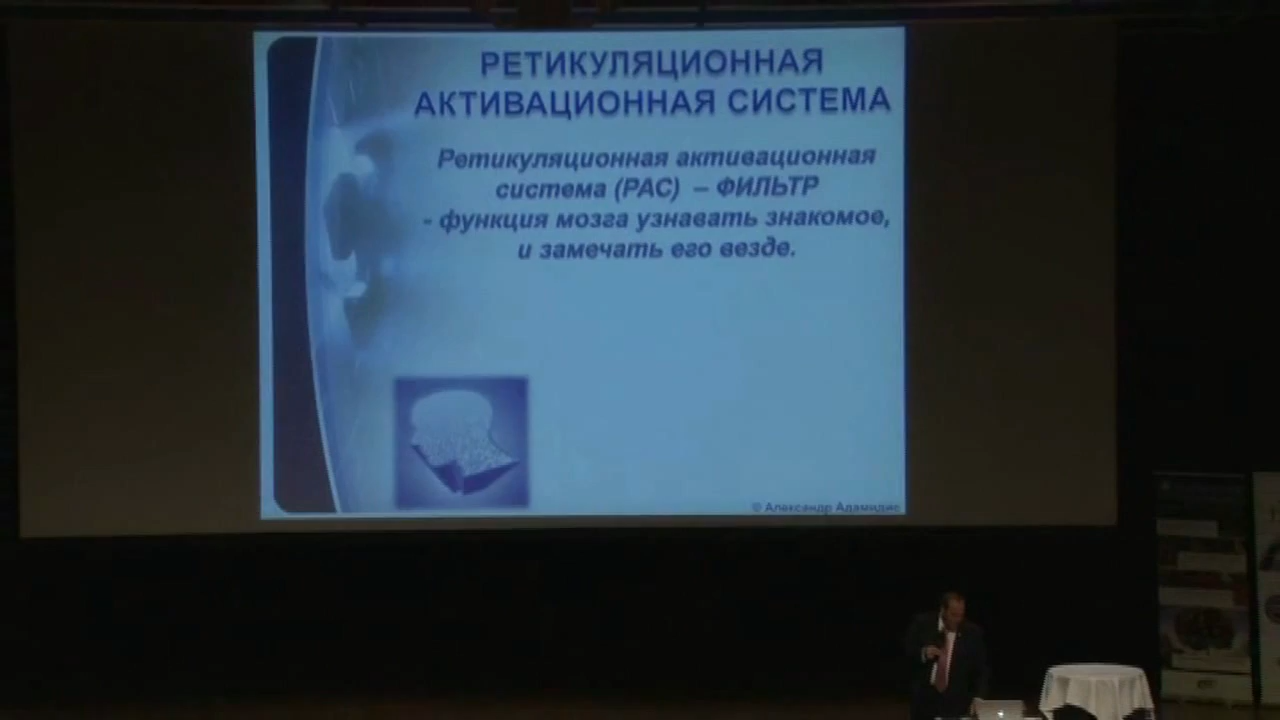 РЕТИКУЛЯЦИОННАЯ
АКТИВАЦИОННАЯ СИСТЕМА
Ретикуляционная активационная
система (РАС) – ФИЛЬТР
- функция мозга узнавать знакомое,
и замечать его везде.
© Александр Адамидис